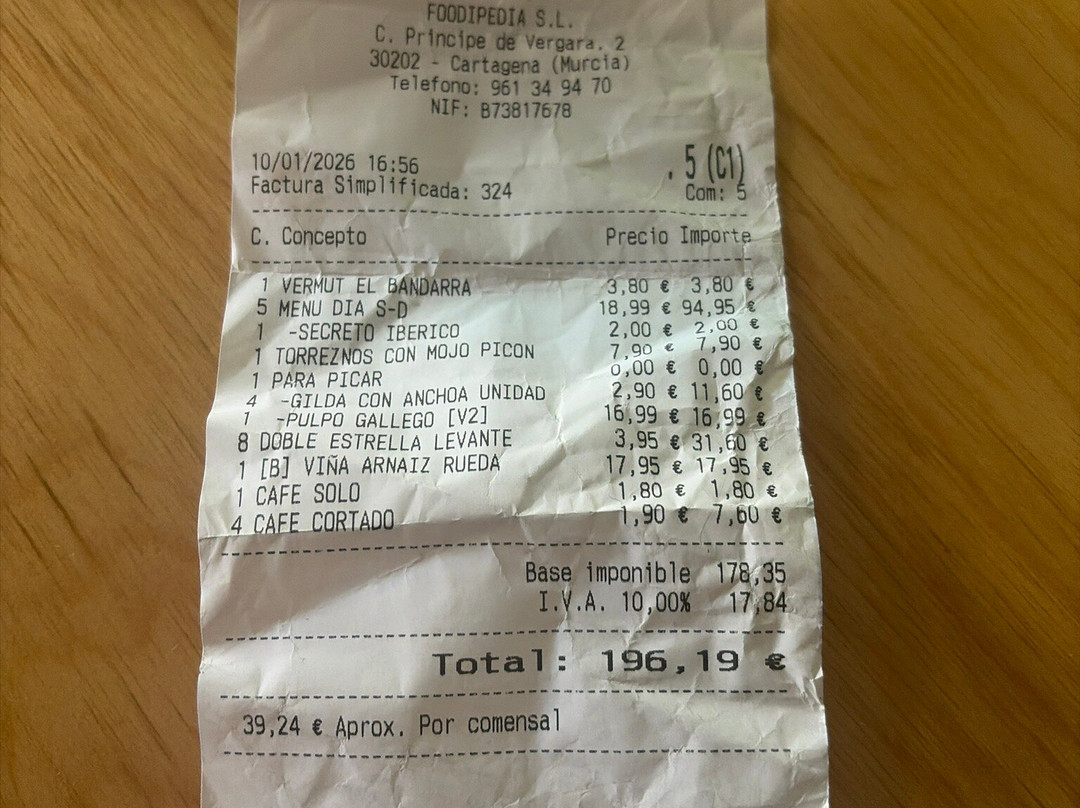 FOODIPEDIA S.L.
C. Principe de Vergara. 2
30202 - Cartagena (Murcia)
Telefono: 961 34 94 70
NIF: B73817678
. 5 (C1)
10/01/2026 16:56
Factura Simplificada: 324 Com: 5
C. Concepto Precio Importe
1 VERMUT EL BANDARRA 3,80 € 3,80 €
5 MENU DIA S-D 18,99 € 94,95 €
1 -SECRETO IBERICO 2,00 € 2,00 €
1 TORREZNOS CON MOJO PICON 7,90 € 7,90 €
1 PARA PICAR 0,00 € 0,00 €
4 -GILDA CON ANCHOA UNIDAD 2,90 € 11,60 €
1 -PULPO GALLEGO [V2] 16,99 € 16,99 €
8 DOBLE ESTRELLA LEVANTE 3,95 € 31,60 €
1 [B] VIÑA ARNAIZ RUEDA 17,95 € 17,95 €
1 CAFE SOLO 1,80 € 1,80 €
4 CAFE CORTADO 1,90 € 7,60 €
Base imponible 178,35
I.V.A. 10,00% 17,84
Total: 196,19 €
39,24 € Aprox. Por comensal